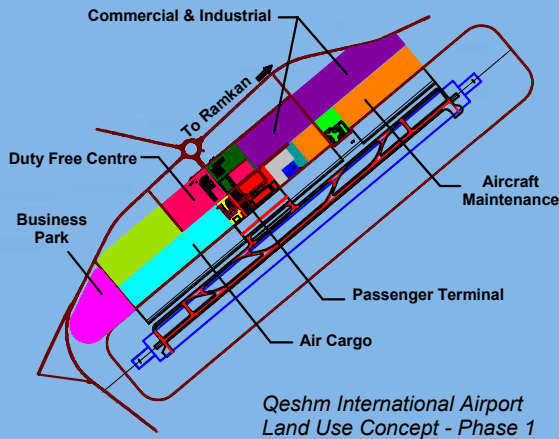 Commercial & Industrial
To Ramkan
Duty Free Centre
Business
Park
Aircraft
Maintenance
Passenger Terminal
Air Cargo
Qeshm International Airport
Land Use Concept - Phase 1